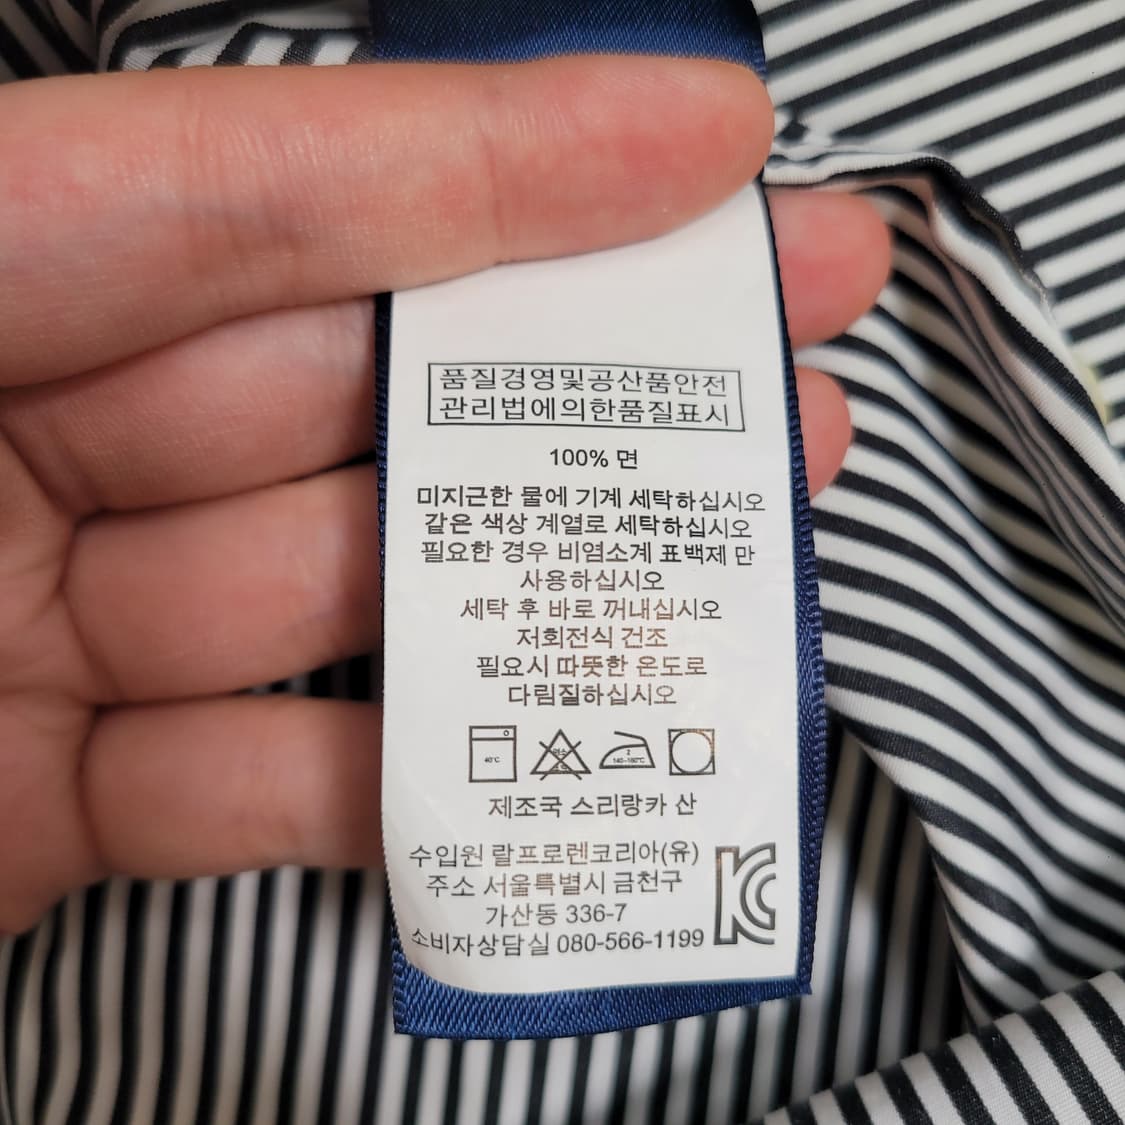 품질경영및공산품안전
관리법에의한품질표시
100% 면
미지근한 물에 기계 세탁하십시오
같은 색상 계열로 세탁하십시오
필요한 경우 비염소계 표백제 만
사용하십시오
세탁 후 바로 꺼내십시오
저회전식 건조
필요시 따뜻한 온도로
다림질하십시오
40°C
140-160°C
제조국 스리랑카 산
수입원 랄프로렌코리아(유)
주소 서울특별시 금천구
가산동 336-7
소비자상담실 080-566-1199